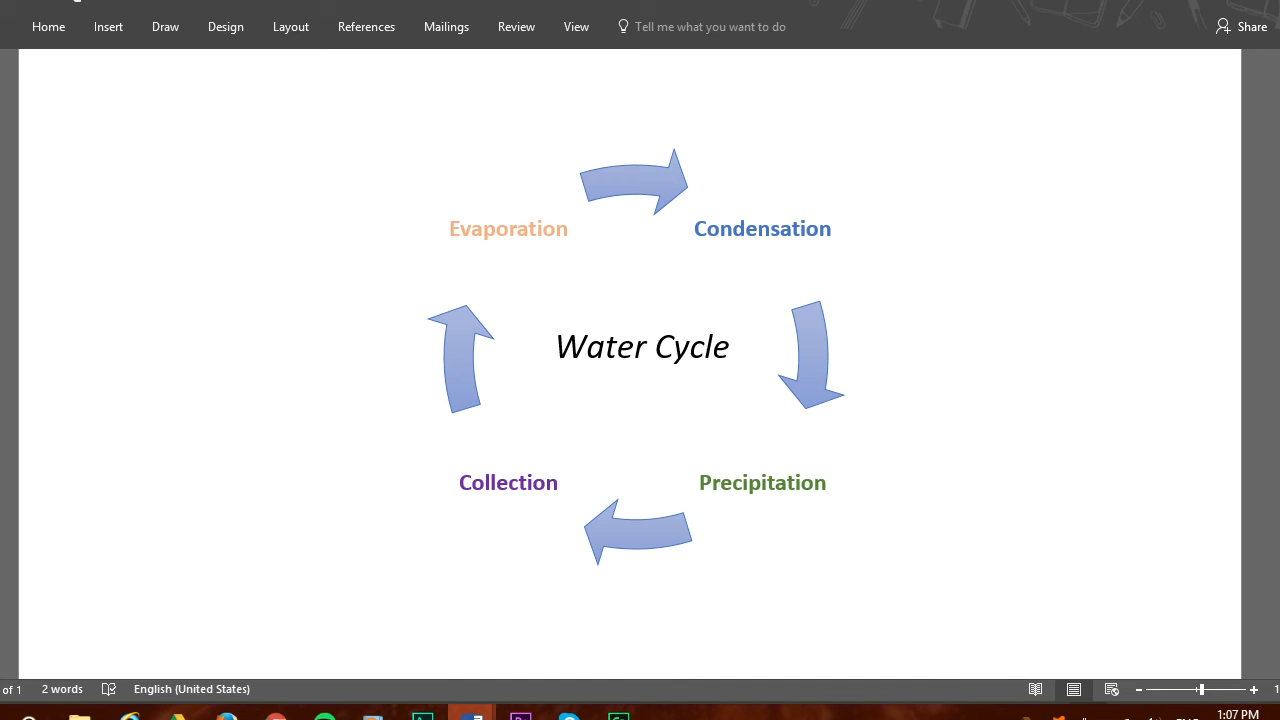 Home Insert Draw Design Layout References Mailings Review View Tell me what you want to do Share
Evaporation Condensation
Water Cycle
Collection Precipitation
of 1 2 words English (United States)
1:07 PM